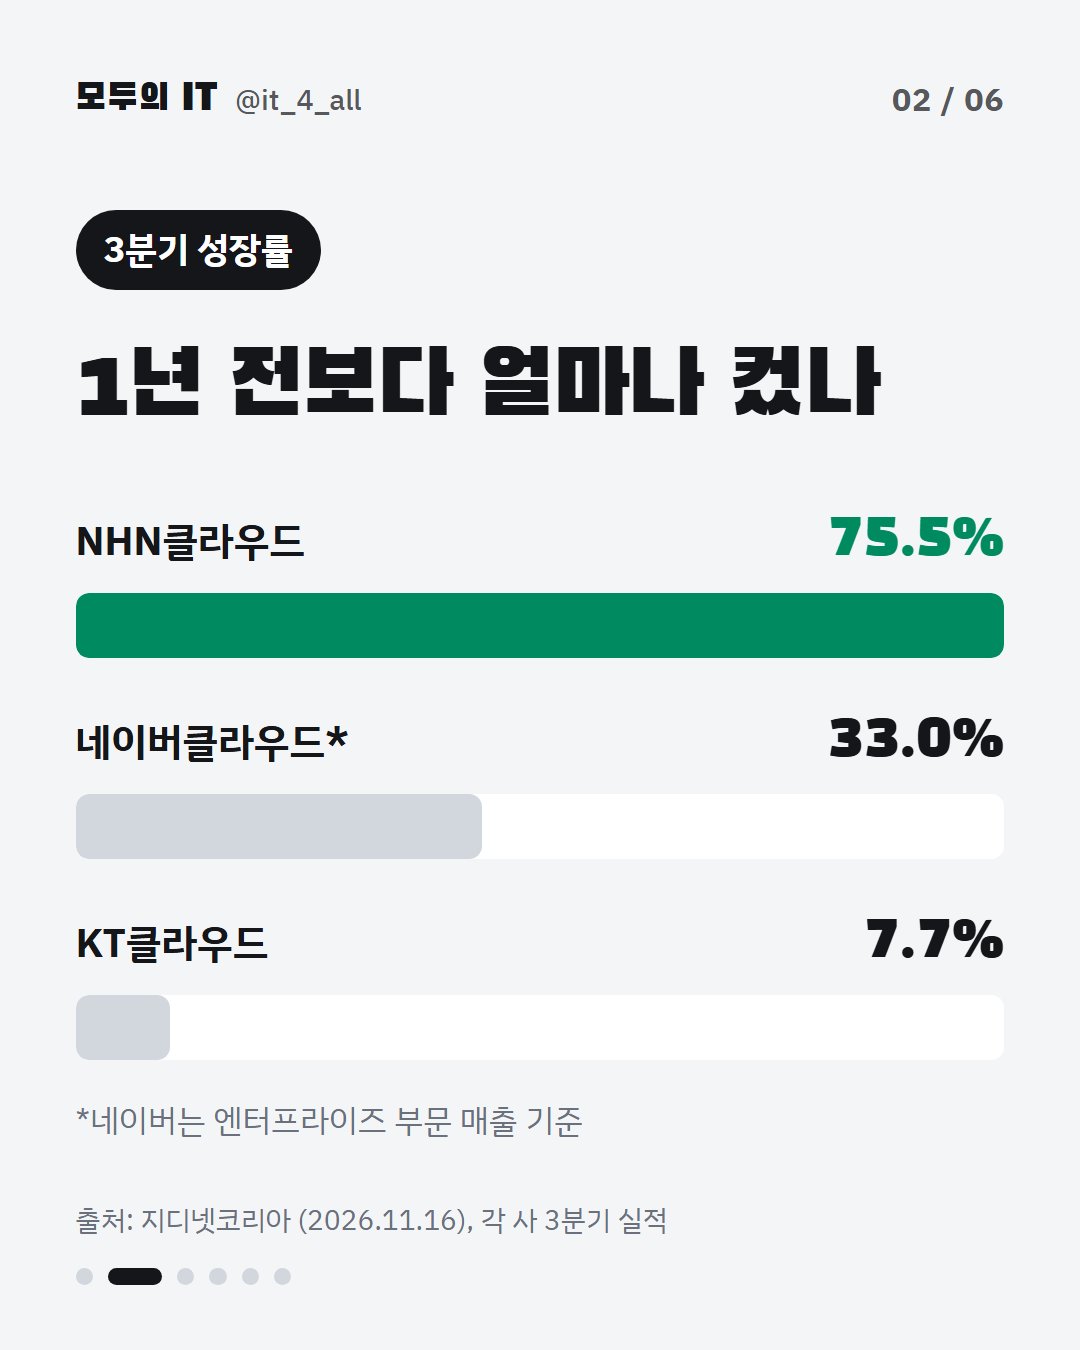 모두의 IT @it_4_all 02 / 06
3분기 성장률
1년 전보다 얼마나 컸나
NHN클라우드 75.5%
네이버클라우드* 33.0%
KT클라우드 7.7%
*네이버는 엔터프라이즈 부문 매출 기준
출처: 지디넷코리아 (2026.11.16), 각 사 3분기 실적